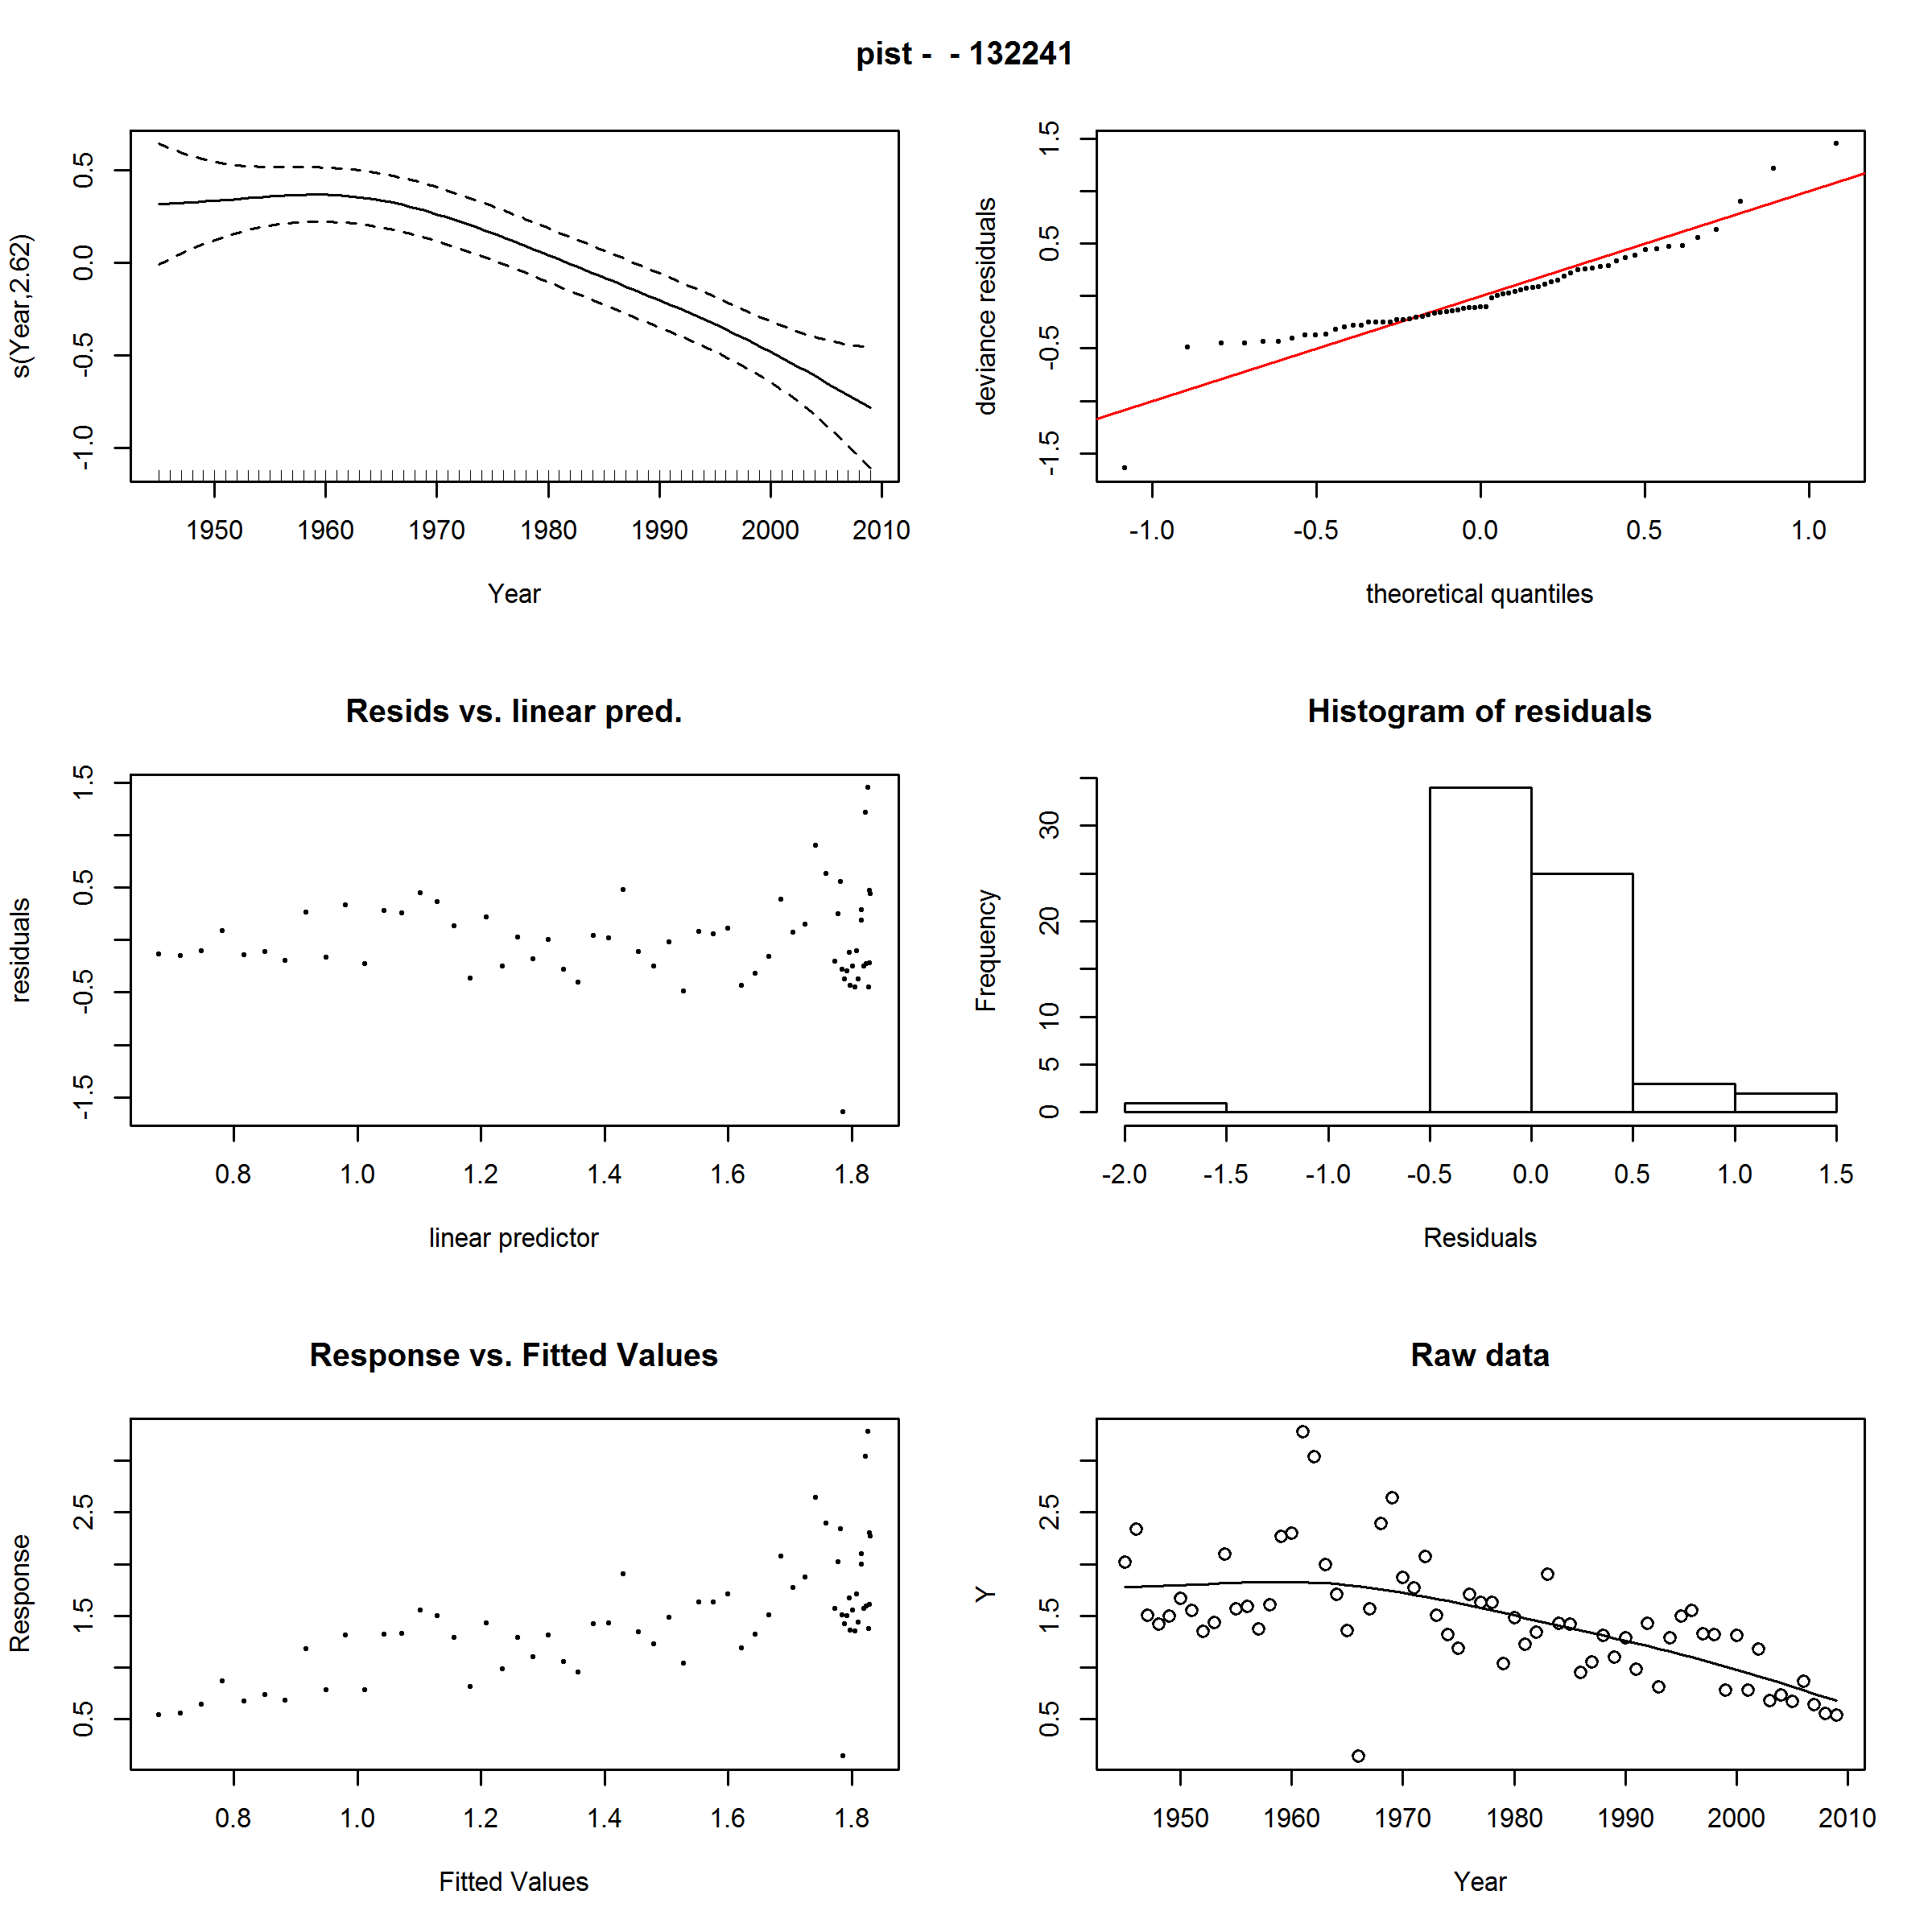 pist -  - 132241
s(Year,2.62)
0.5
0.0
-0.5
-1.0
1950 1960 1970 1980 1990 2000 2010
Year
deviance residuals
1.5
0.5
-0.5
-1.5
-1.0 -0.5 0.0 0.5 1.0
theoretical quantiles
Resids vs. linear pred.
residuals
1.5
0.5
-0.5
-1.5
0.8 1.0 1.2 1.4 1.6 1.8
linear predictor
Histogram of residuals
Frequency
30
20
10
5
0
-2.0 -1.5 -1.0 -0.5 0.0 0.5 1.0 1.5
Residuals
Response vs. Fitted Values
Response
2.5
1.5
0.5
0.8 1.0 1.2 1.4 1.6 1.8
Fitted Values
Raw data
Y
2.5
1.5
0.5
1950 1960 1970 1980 1990 2000 2010
Year